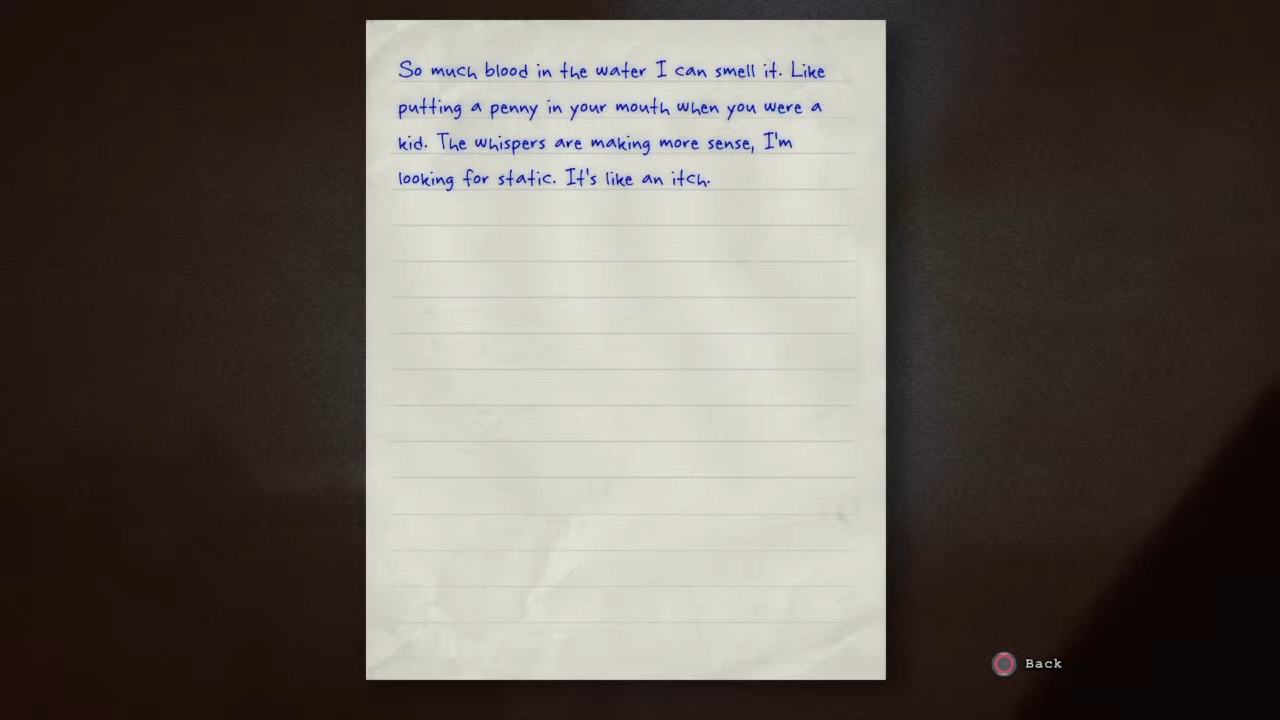 So much blood in the water I can smell it. Like
putting a penny in your mouth when you were a
kid. The whispers are making more sense, I'm
looking for static. It's like an itch.
Back